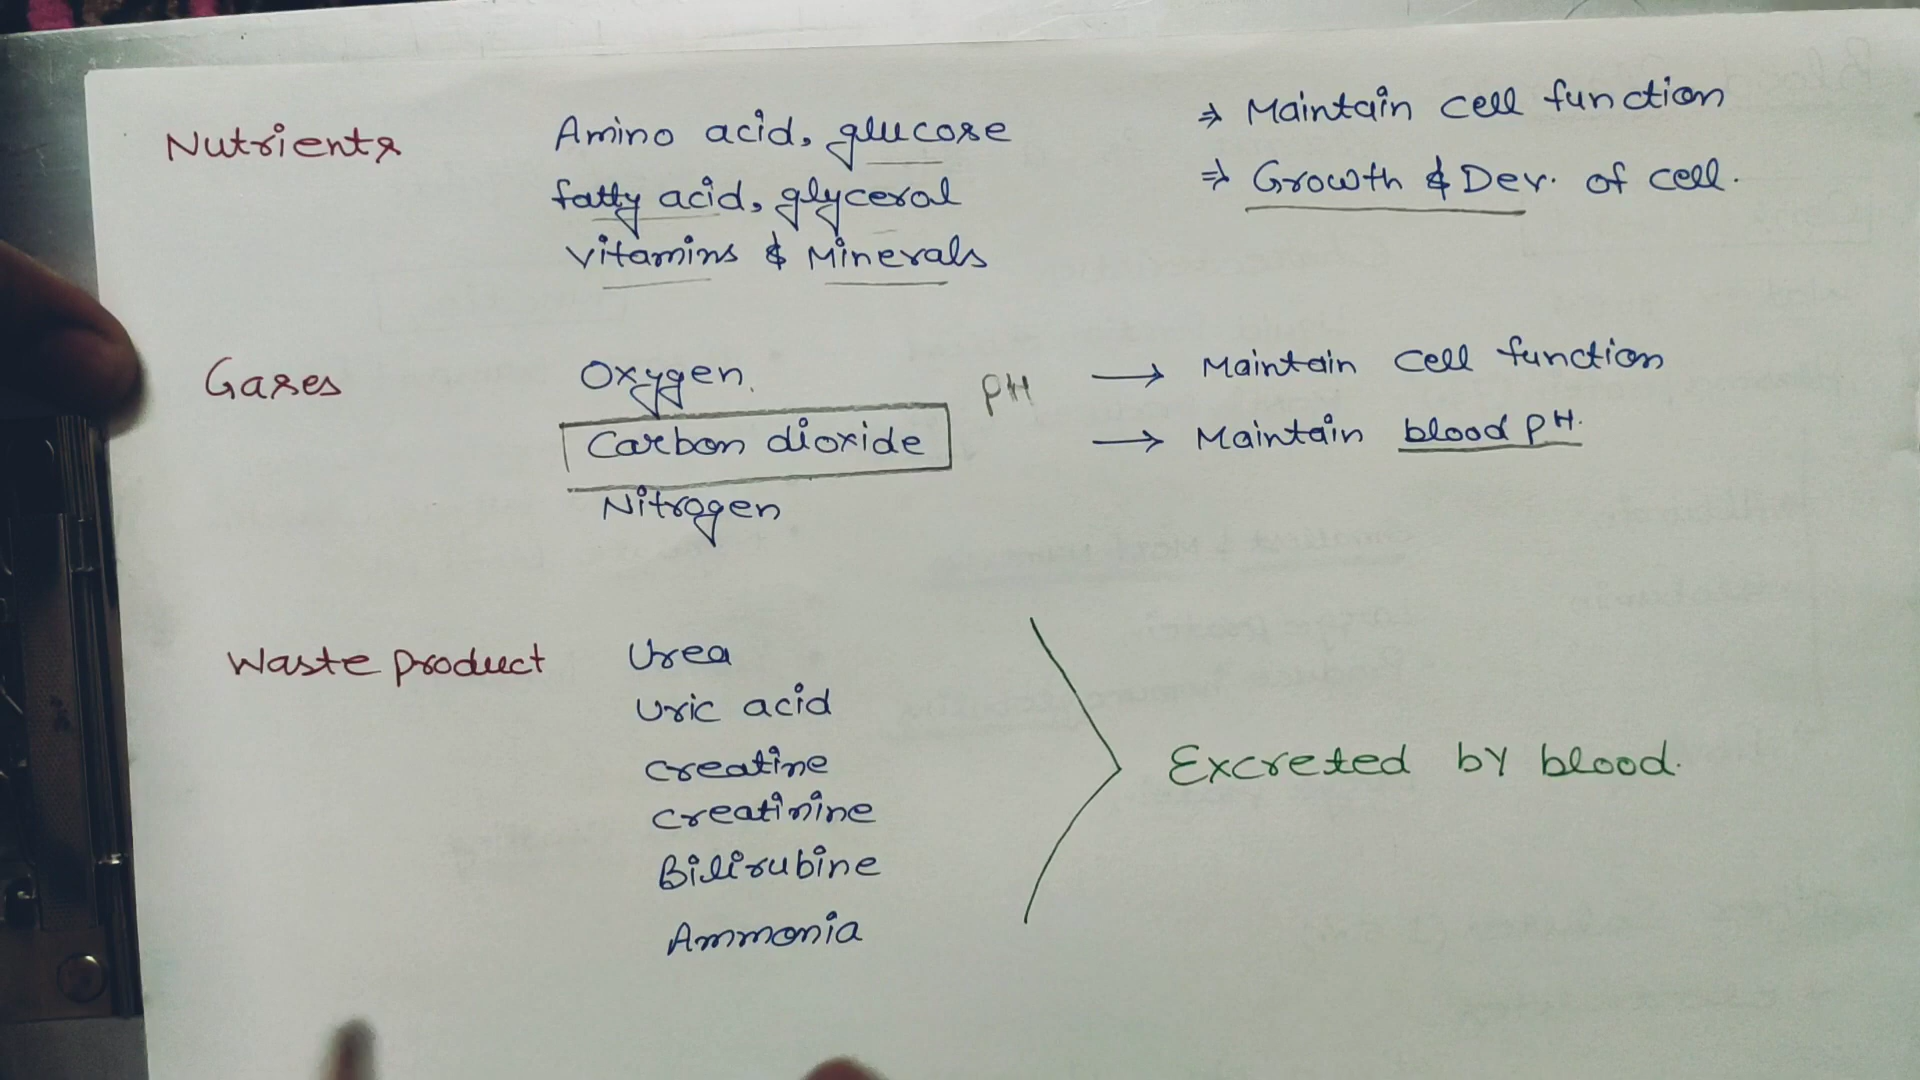 Nutrients Amino acid, glucose ⇒ Maintain cell function
fatty acid, glycerol ⇒ Growth & Dev. of cell.
Vitamins & Minerals
Gases Oxygen. → Maintain cell function
Carbon dioxide PH → Maintain blood PH.
Nitrogen
Waste product Urea
Uric acid
Creatine Excreted by blood.
Creatinine
Bilirubine
Ammonia